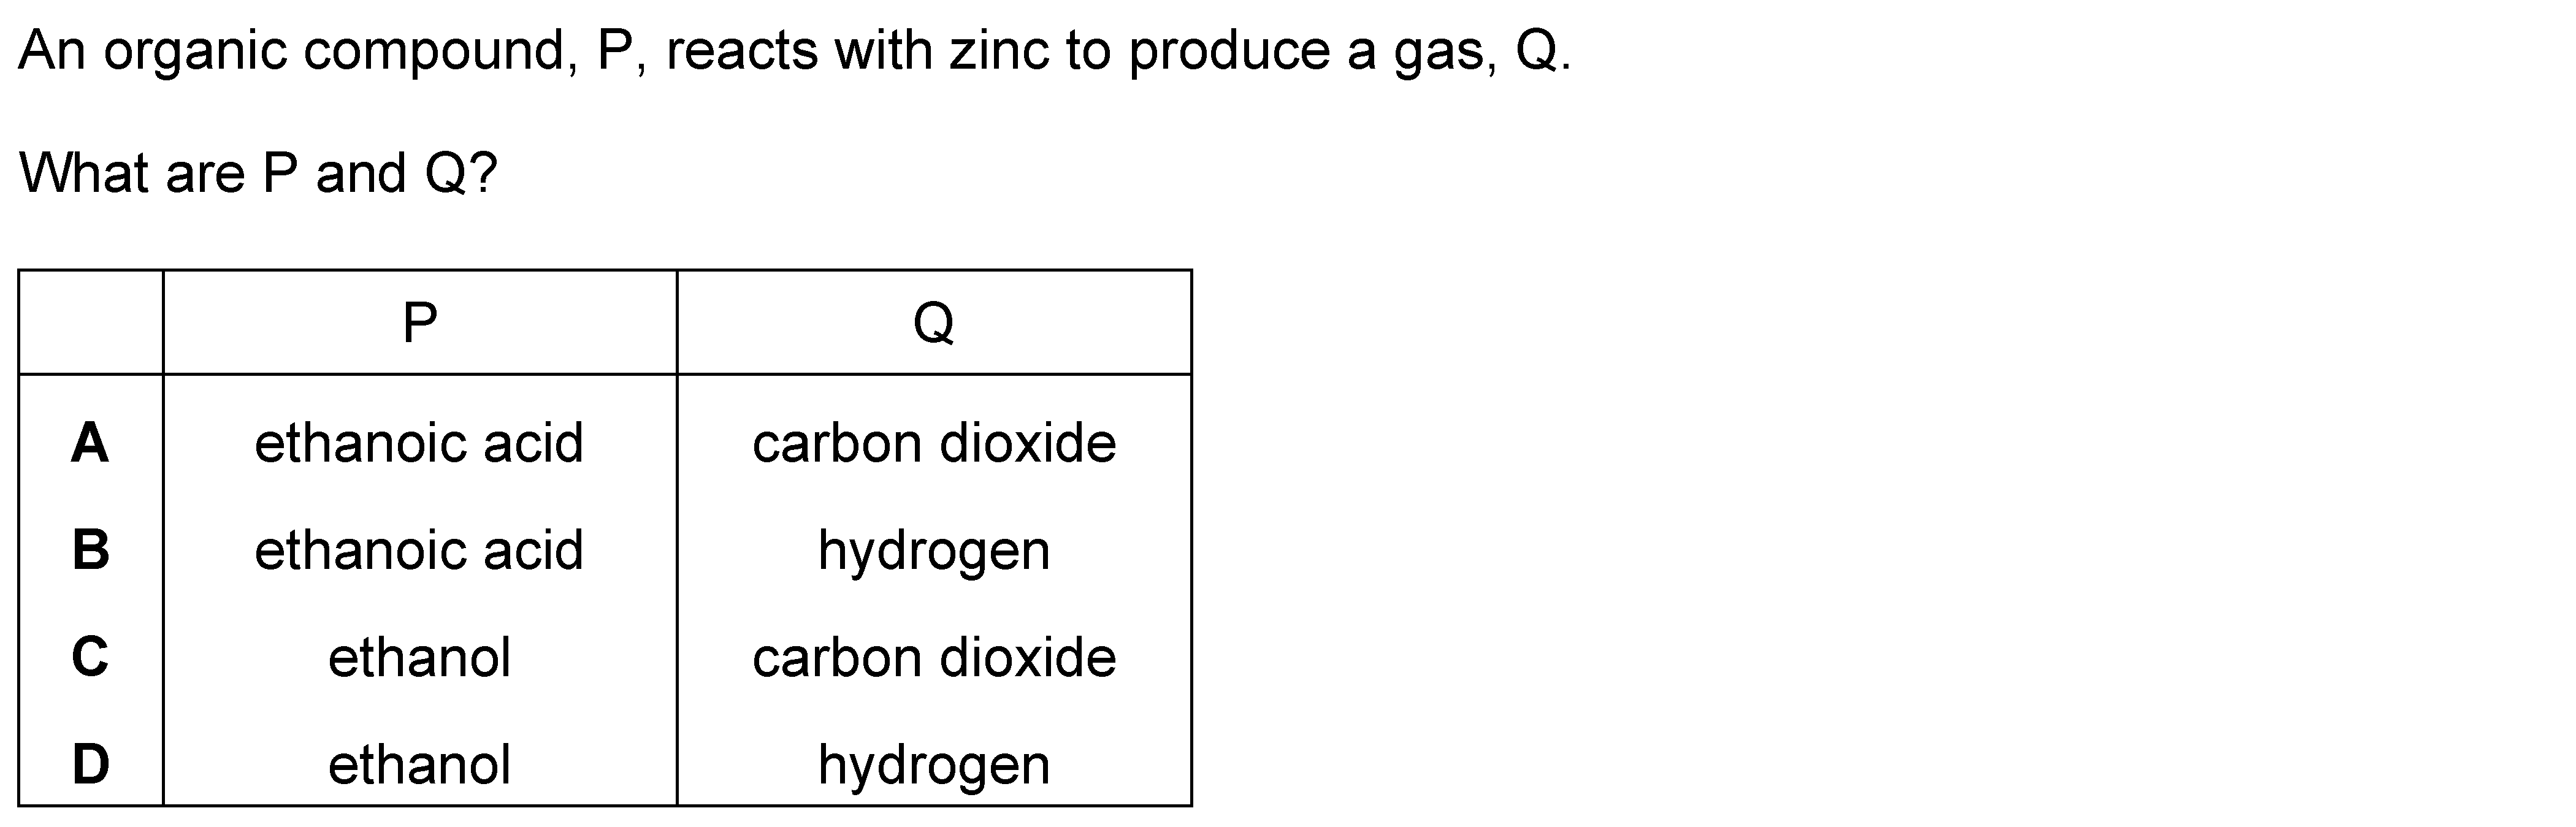 An organic compound, P, reacts with zinc to produce a gas, Q.
What are P and Q?
P Q
A ethanoic acid carbon dioxide
B ethanoic acid hydrogen
C ethanol carbon dioxide
D ethanol hydrogen